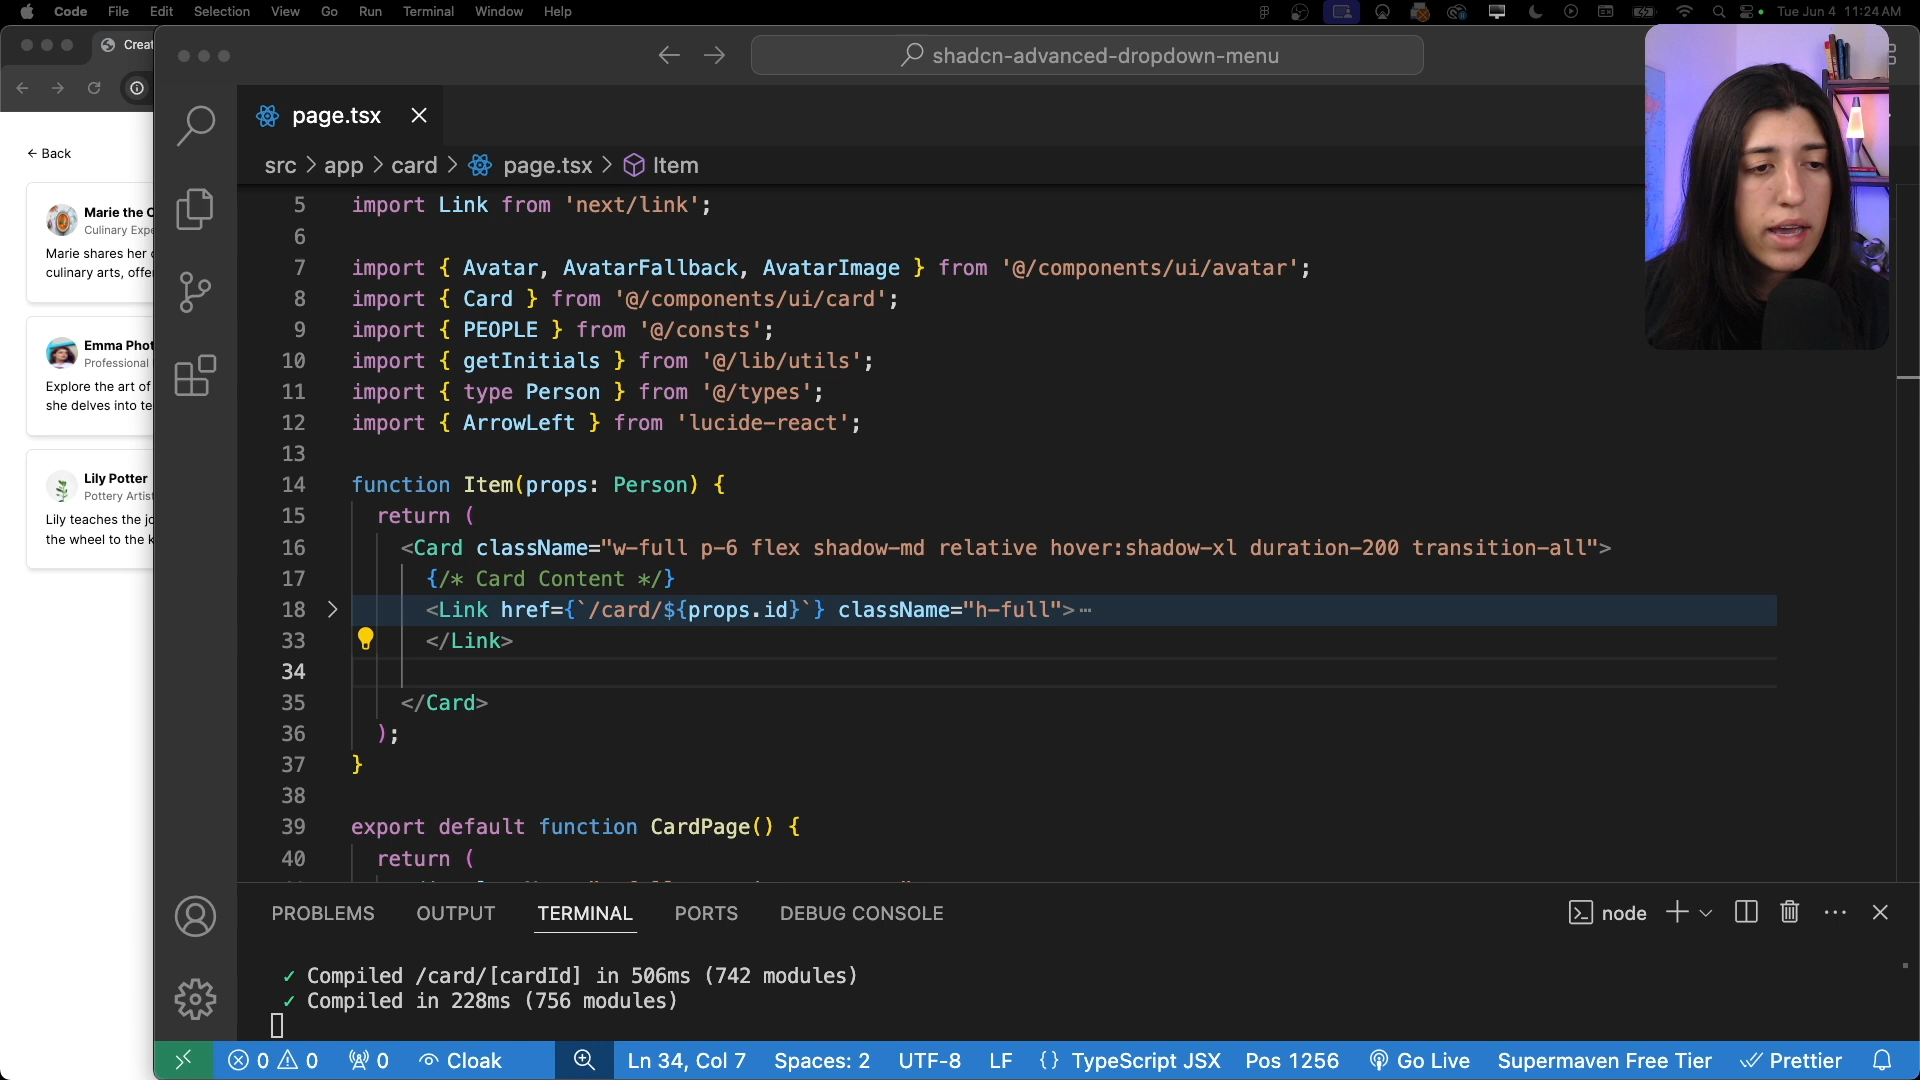 Code File Edit Selection View Go Run Terminal Window Help Tue Jun 4 11:24 AM
shadcn-advanced-dropdown-menu
page.tsx
src > app > card > page.tsx > Item
← Back
Marie the
Culinary
Marie shares her
culinary arts,
Emma
Professional
Explore the art of
she delves into
Lily Potter
Pottery
Lily teaches the
the wheel to the
5 import Link from 'next/link';
6
7 import { Avatar, AvatarFallback, AvatarImage } from '@/components/ui/avatar';
8 import { Card } from '@/components/ui/card';
9 import { PEOPLE } from '@/consts';
10 import { getInitials } from '@/lib/utils';
11 import { type Person } from '@/types';
12 import { ArrowLeft } from 'lucide-react';
13
14 function Item(props: Person) {
15 return (
16 <Card className="w-full p-6 flex shadow-md relative hover:shadow-xl duration-200 transition-all">
17 {/* Card Content */}
18 <Link href={`/card/${props.id}`} className="h-full">⋯
33 </Link>
34
35 </Card>
36 );
37 }
38
39 export default function CardPage() {
40 return (
PROBLEMS OUTPUT TERMINAL PORTS DEBUG CONSOLE node
✓ Compiled /card/[cardId] in 506ms (742 modules)
✓ Compiled in 228ms (756 modules)
0 0 0 Cloak Ln 34, Col 7 Spaces: 2 UTF-8 LF {} TypeScript JSX Pos 1256 Go Live Supermaven Free Tier Prettier